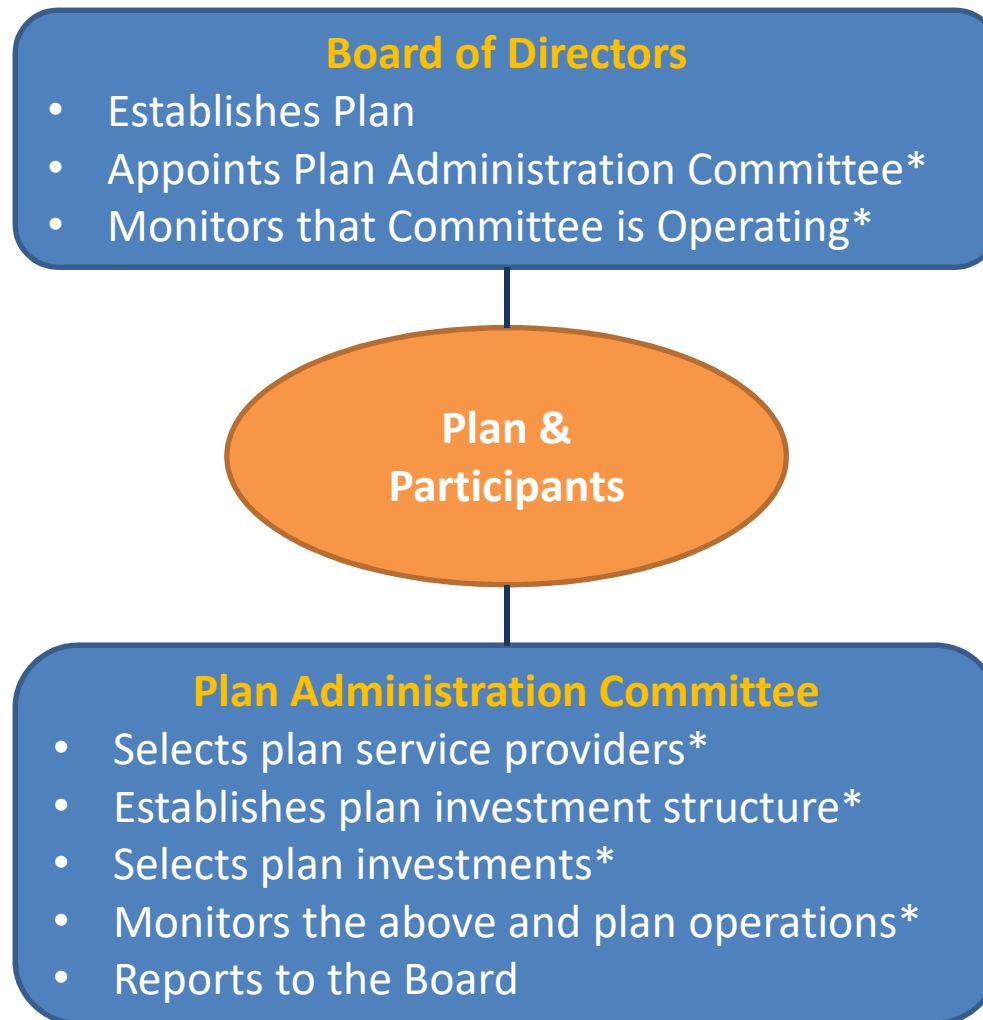 Board of Directors
• Establishes Plan
• Appoints Plan Administration Committee*
• Monitors that Committee is Operating*
Plan &
Participants
Plan Administration Committee
• Selects plan service providers*
• Establishes plan investment structure*
• Selects plan investments*
• Monitors the above and plan operations*
• Reports to the Board